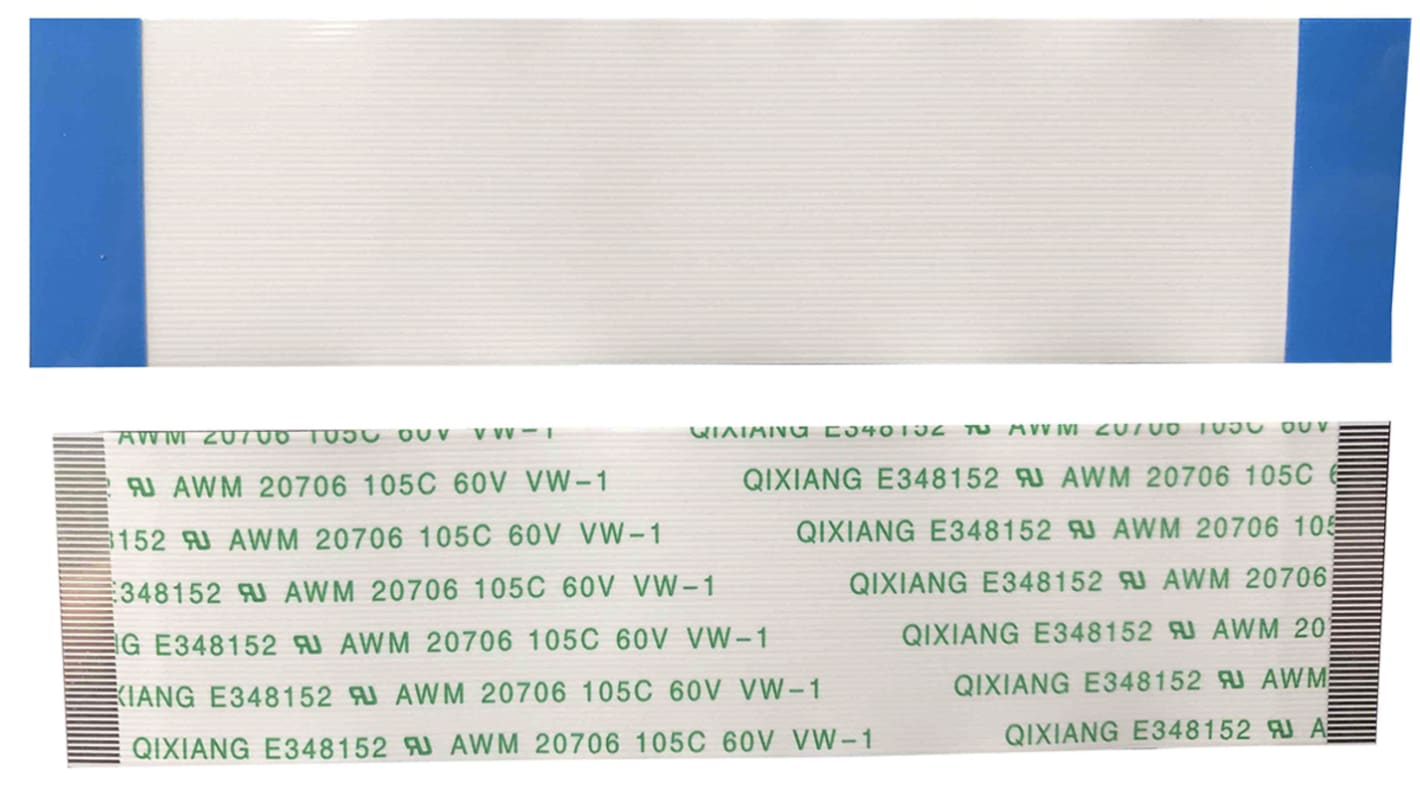 AWM 20706 105C 60V VW-1 QIXIANG E348152 AWM 20706 105C 60V
AWM 20706 105C 60V VW-1 QIXIANG E348152 AWM 20706 105C
152 AWM 20706 105C 60V VW-1 QIXIANG E348152 AWM 20706 105
348152 AWM 20706 105C 60V VW-1 QIXIANG E348152 AWM 20706
G E348152 AWM 20706 105C 60V VW-1 QIXIANG E348152 AWM 20
XIANG E348152 AWM 20706 105C 60V VW-1 QIXIANG E348152 AWM
QIXIANG E348152 AWM 20706 105C 60V VW-1 QIXIANG E348152 A